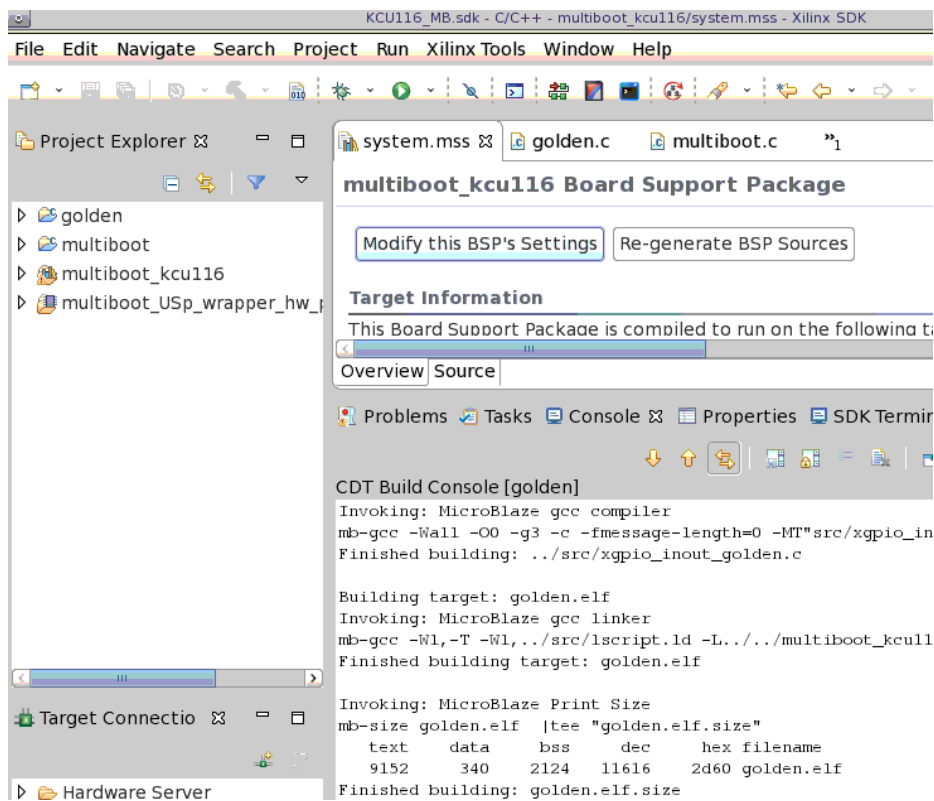 KCU116_MB.sdk - C/C++ - multiboot_kcu116/system.mss - Xilinx SDK
File Edit Navigate Search Project Run Xilinx Tools Window Help
010
Project Explorer
system.mss golden.c multiboot.c »1
multiboot_kcu116 Board Support Package
golden
multiboot
multiboot_kcu116
multiboot_USp_wrapper_hw_p
Modify this BSP's Settings Re-generate BSP Sources
Target Information
This Board Support Package is compiled to run on the following ta
Overview Source
Problems Tasks Console Properties SDK Termin
CDT Build Console [golden]
Invoking: MicroBlaze gcc compiler
mb-gcc -Wall -O0 -g3 -c -fmessage-length=0 -MT"src/xgpio_in
Finished building: ../src/xgpio_inout_golden.c
Building target: golden.elf
Invoking: MicroBlaze gcc linker
mb-gcc -Wl,-T -Wl,../src/lscript.ld -L../../multiboot_kcu11
Finished building target: golden.elf
Invoking: MicroBlaze Print Size
mb-size golden.elf |tee "golden.elf.size"
text data bss dec hex filename
9152 340 2124 11616 2d60 golden.elf
Finished building: golden.elf.size
Target Connectio
Hardware Server